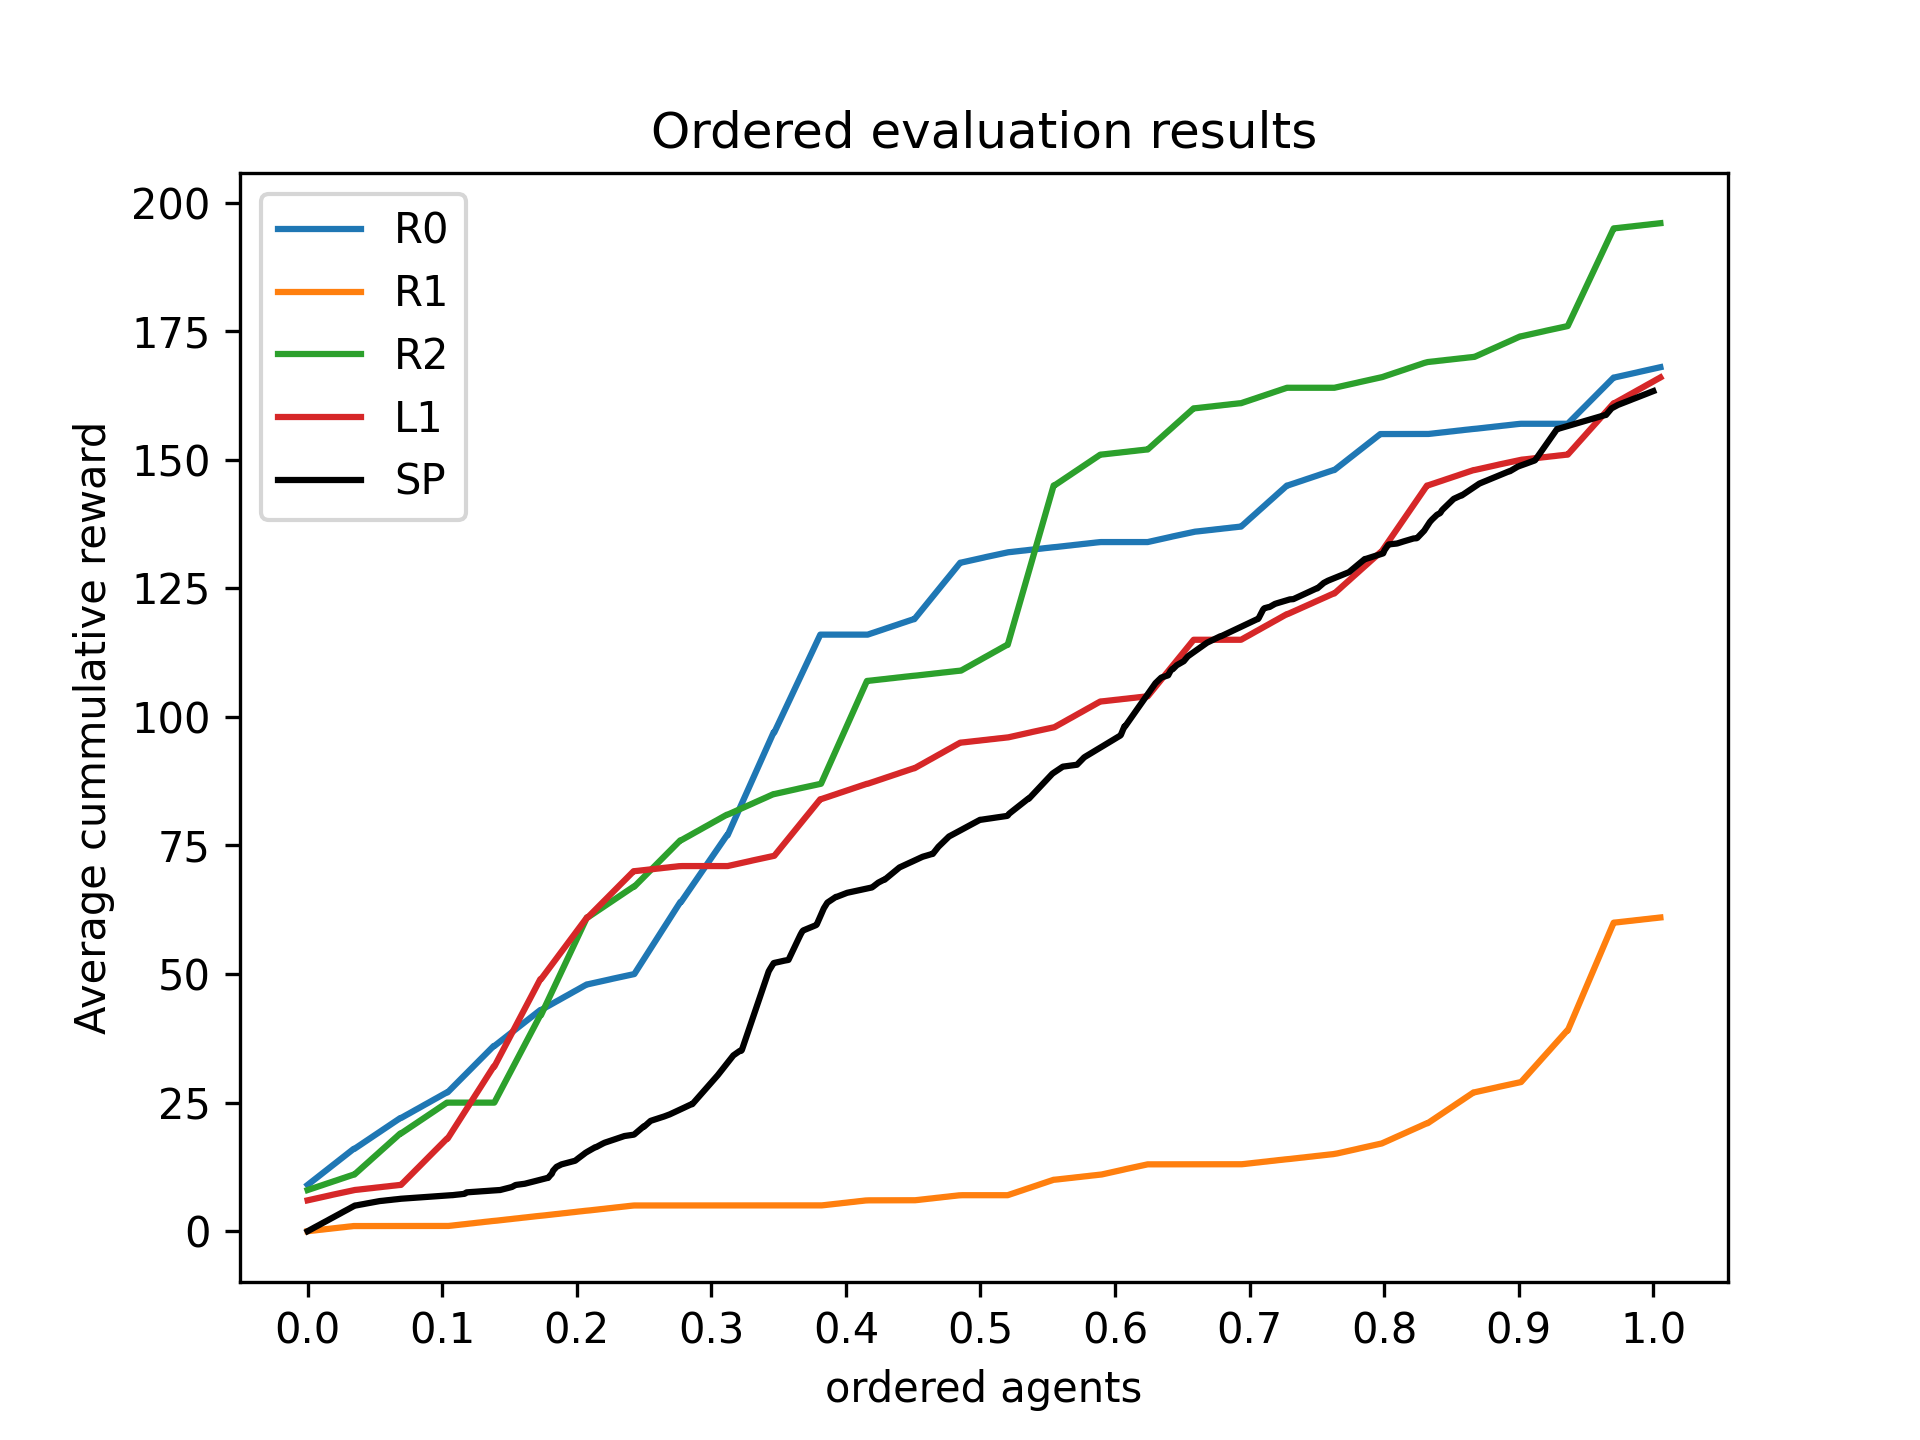 Ordered evaluation results
Average cummulative reward
200
175
150
125
100
75
50
25
0
R0
R1
R2
L1
SP
0.0 0.1 0.2 0.3 0.4 0.5 0.6 0.7 0.8 0.9 1.0
ordered agents